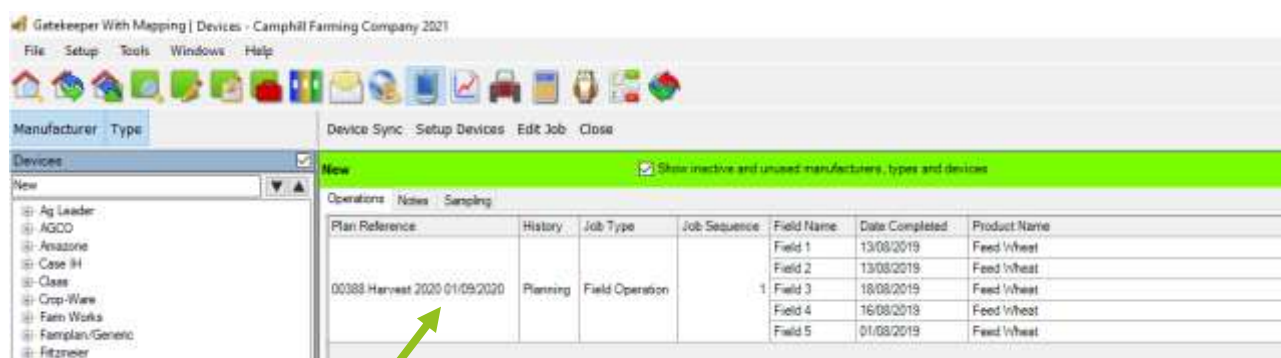 Gatekeeper With Mapping | Devices - Camphill Farming Company 2021
File Setup Tools Windows Help
Manufacturer Type
Device Sync Setup Devices Edit Job Close
Devices
New
Show inactive and unused manufacturers, types and devices
New
Operations Notes Sampling
Plan Reference History Job Type Job Sequence Field Name Date Completed Product Name
Field 1 13/08/2019 Feed Wheat
Field 2 13/08/2019 Feed Wheat
00388 Harvest 2020 01/09/2020 Planning Field Operation 1 Field 3 18/08/2019 Feed Wheat
Field 4 16/08/2019 Feed Wheat
Field 5 01/08/2019 Feed Wheat
Ag Leader
AGCO
Amazone
Case IH
Claas
Crop-Ware
Farm Works
Farmplan/Generic
Fritzmeier